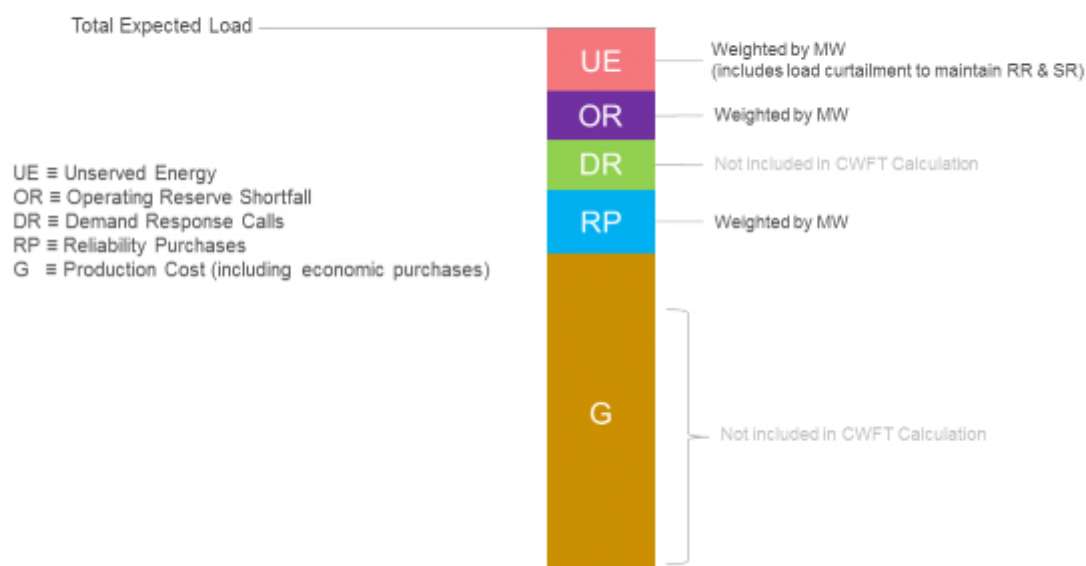 Total Expected Load
UE
Weighted by MW
(includes load curtailment to maintain RR & SR)
OR
Weighted by MW
DR
Not Included in CWFT Calculation
RP
Weighted by MW
UE ≡ Unserved Energy
OR ≡ Operating Reserve Shortfall
DR ≡ Demand Response Calls
RP ≡ Reliability Purchases
G ≡ Production Cost (including economic purchases)
G
Not included in CWFT Calculation